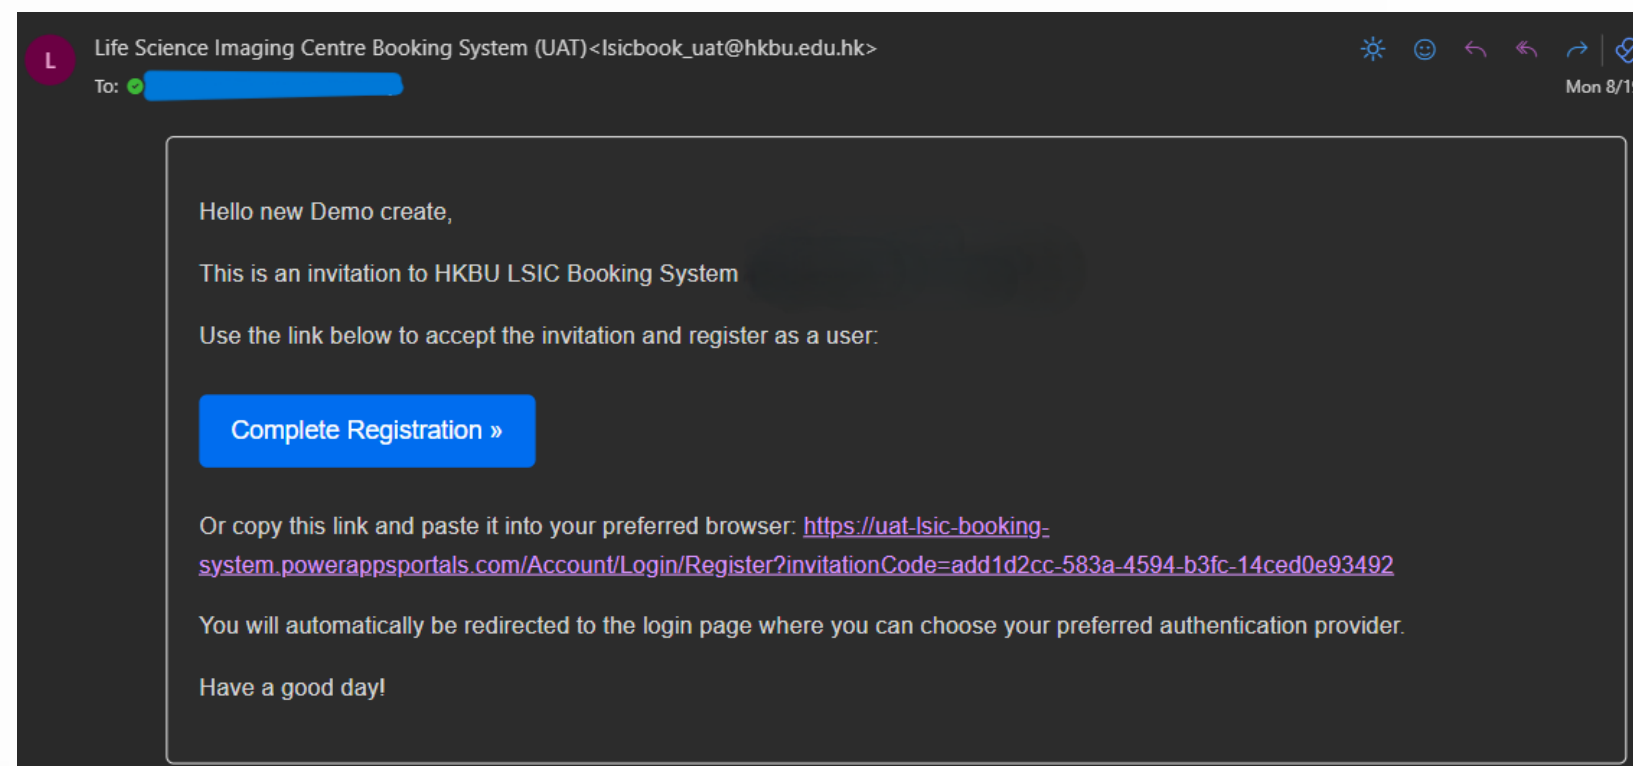 L
Life Science Imaging Centre Booking System (UAT)<lsicbook_uat@hkbu.edu.hk>
To:
Mon 8/19
Hello new Demo create,
This is an invitation to HKBU LSIC Booking System
Use the link below to accept the invitation and register as a user:
Complete Registration »
Or copy this link and paste it into your preferred browser: https://uat-lsic-booking-
system.powerappsportals.com/Account/Login/Register?invitationCode=add1d2cc-583a-4594-b3fc-14ced0e93492
You will automatically be redirected to the login page where you can choose your preferred authentication provider.
Have a good day!